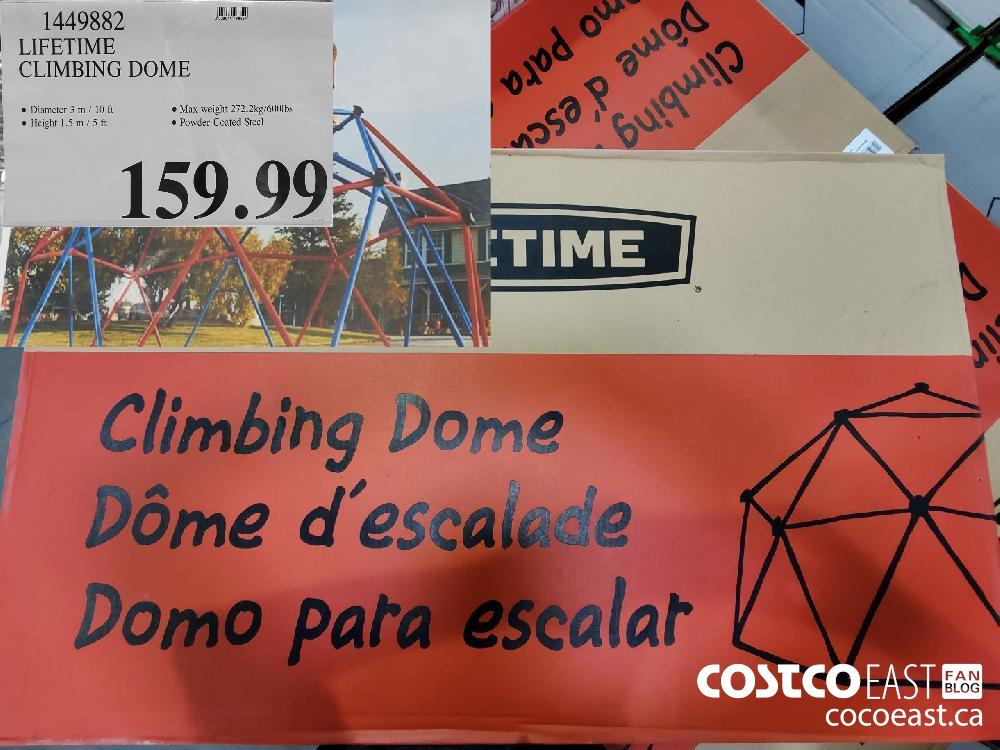 1449882
LIFETIME
CLIMBING DOME
• Diameter 3 m / 10 ft
• Height 1.5 m / 5 ft
• Max weight 272.2kg/600lbs
• Powder Coated Steel
159.99
Climbing
Dôme d'esca
omo para
TIME
Climbing Dome
Dôme d'escalade
Domo para escalar
COSTCO EAST FAN BLOG
cocoeast.ca